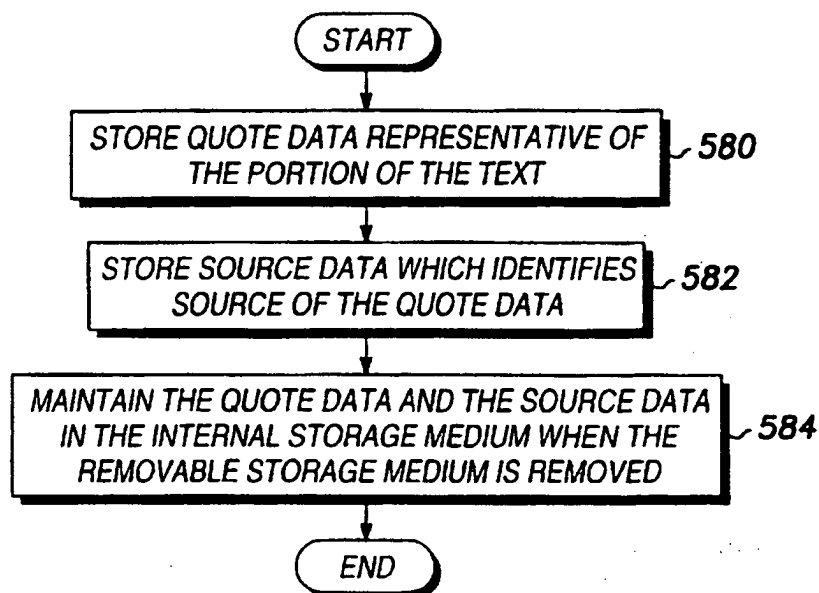 START
STORE QUOTE DATA REPRESENTATIVE OF
THE PORTION OF THE TEXT
580
STORE SOURCE DATA WHICH IDENTIFIES
SOURCE OF THE QUOTE DATA
582
MAINTAIN THE QUOTE DATA AND THE SOURCE DATA
IN THE INTERNAL STORAGE MEDIUM WHEN THE
REMOVABLE STORAGE MEDIUM IS REMOVED
584
END